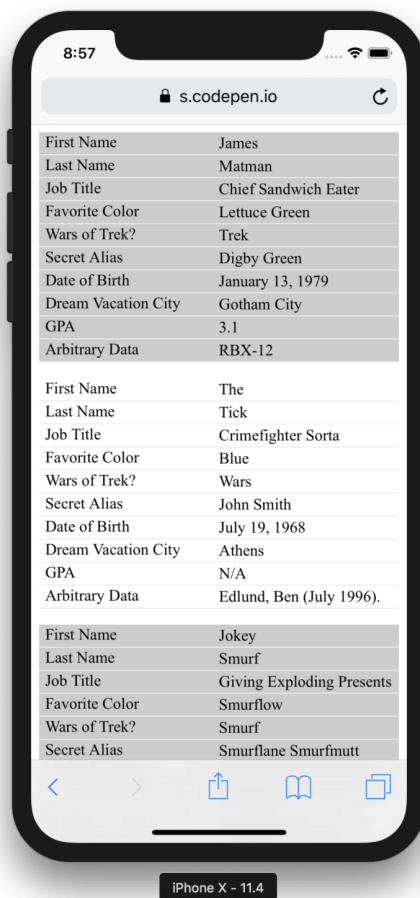 8:57
s.codepen.io
First Name James
Last Name Matman
Job Title Chief Sandwich Eater
Favorite Color Lettuce Green
Wars of Trek? Trek
Secret Alias Digby Green
Date of Birth January 13, 1979
Dream Vacation City Gotham City
GPA 3.1
Arbitrary Data RBX-12
First Name The
Last Name Tick
Job Title Crimefighter Sorta
Favorite Color Blue
Wars of Trek? Wars
Secret Alias John Smith
Date of Birth July 19, 1968
Dream Vacation City Athens
GPA N/A
Arbitrary Data Edlund, Ben (July 1996).
First Name Jokey
Last Name Smurf
Job Title Giving Exploding Presents
Favorite Color Smurflow
Wars of Trek? Smurf
Secret Alias Smurflane Smurfmutt
iPhone X - 11.4